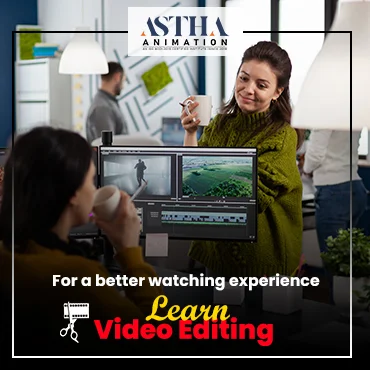 ASTHA
ANIMATION
For a better watching experience
Learn
Video Editing